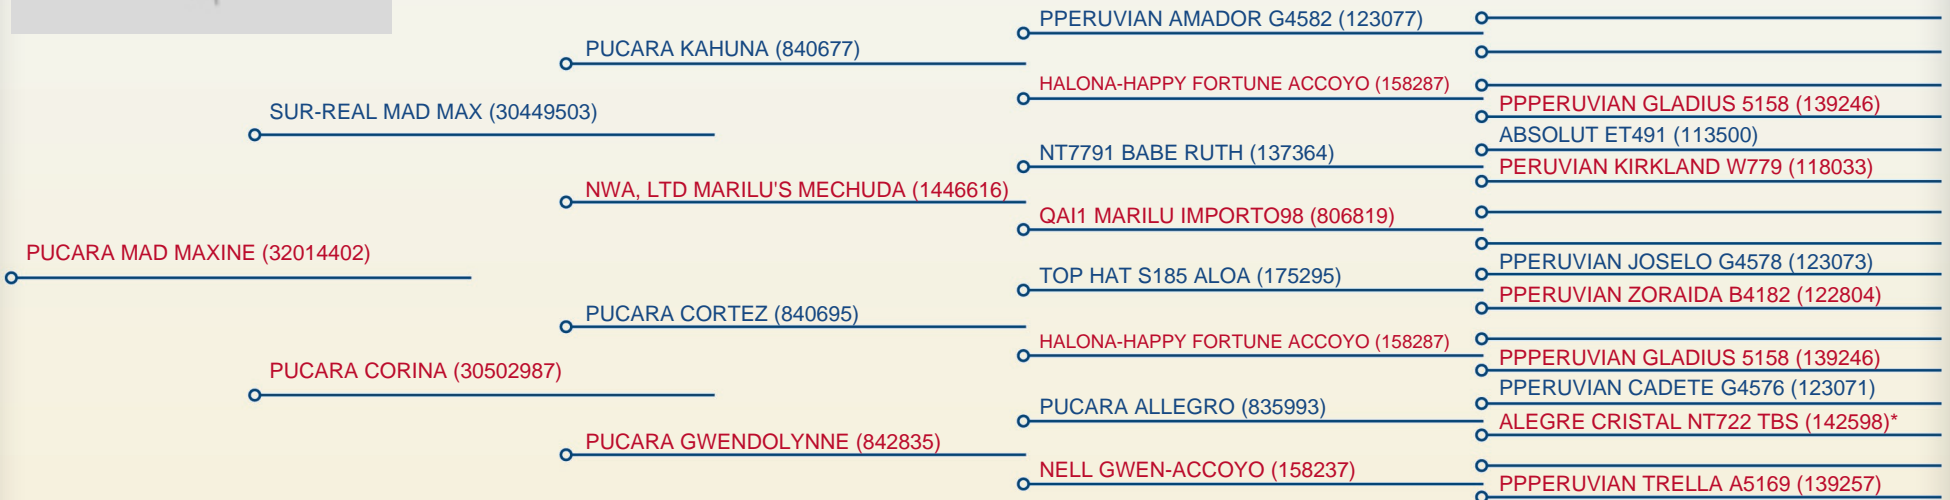 PPERUVIAN AMADOR G4582 (123077)
PUCARA KAHUNA (840677)
HALONA-HAPPY FORTUNE ACCOYO (158287)
PPPERUVIAN GLADIUS 5158 (139246)
SUR-REAL MAD MAX (30449503)
ABSOLUT ET491 (113500)
NT7791 BABE RUTH (137364)
PERUVIAN KIRKLAND W779 (118033)
NWA, LTD MARILU'S MECHUDA (1446616)
QAI1 MARILU IMPORTO98 (806819)
PUCARA MAD MAXINE (32014402)
PPERUVIAN JOSELO G4578 (123073)
TOP HAT S185 ALOA (175295)
PPERUVIAN ZORAIDA B4182 (122804)
PUCARA CORTEZ (840695)
HALONA-HAPPY FORTUNE ACCOYO (158287)
PPPERUVIAN GLADIUS 5158 (139246)
PUCARA CORINA (30502987)
PPERUVIAN CADETE G4576 (123071)
PUCARA ALLEGRO (835993)
ALEGRE CRISTAL NT722 TBS (142598)*
PUCARA GWENDOLYNNE (842835)
NELL GWEN-ACCOYO (158237)
PPPERUVIAN TRELLA A5169 (139257)